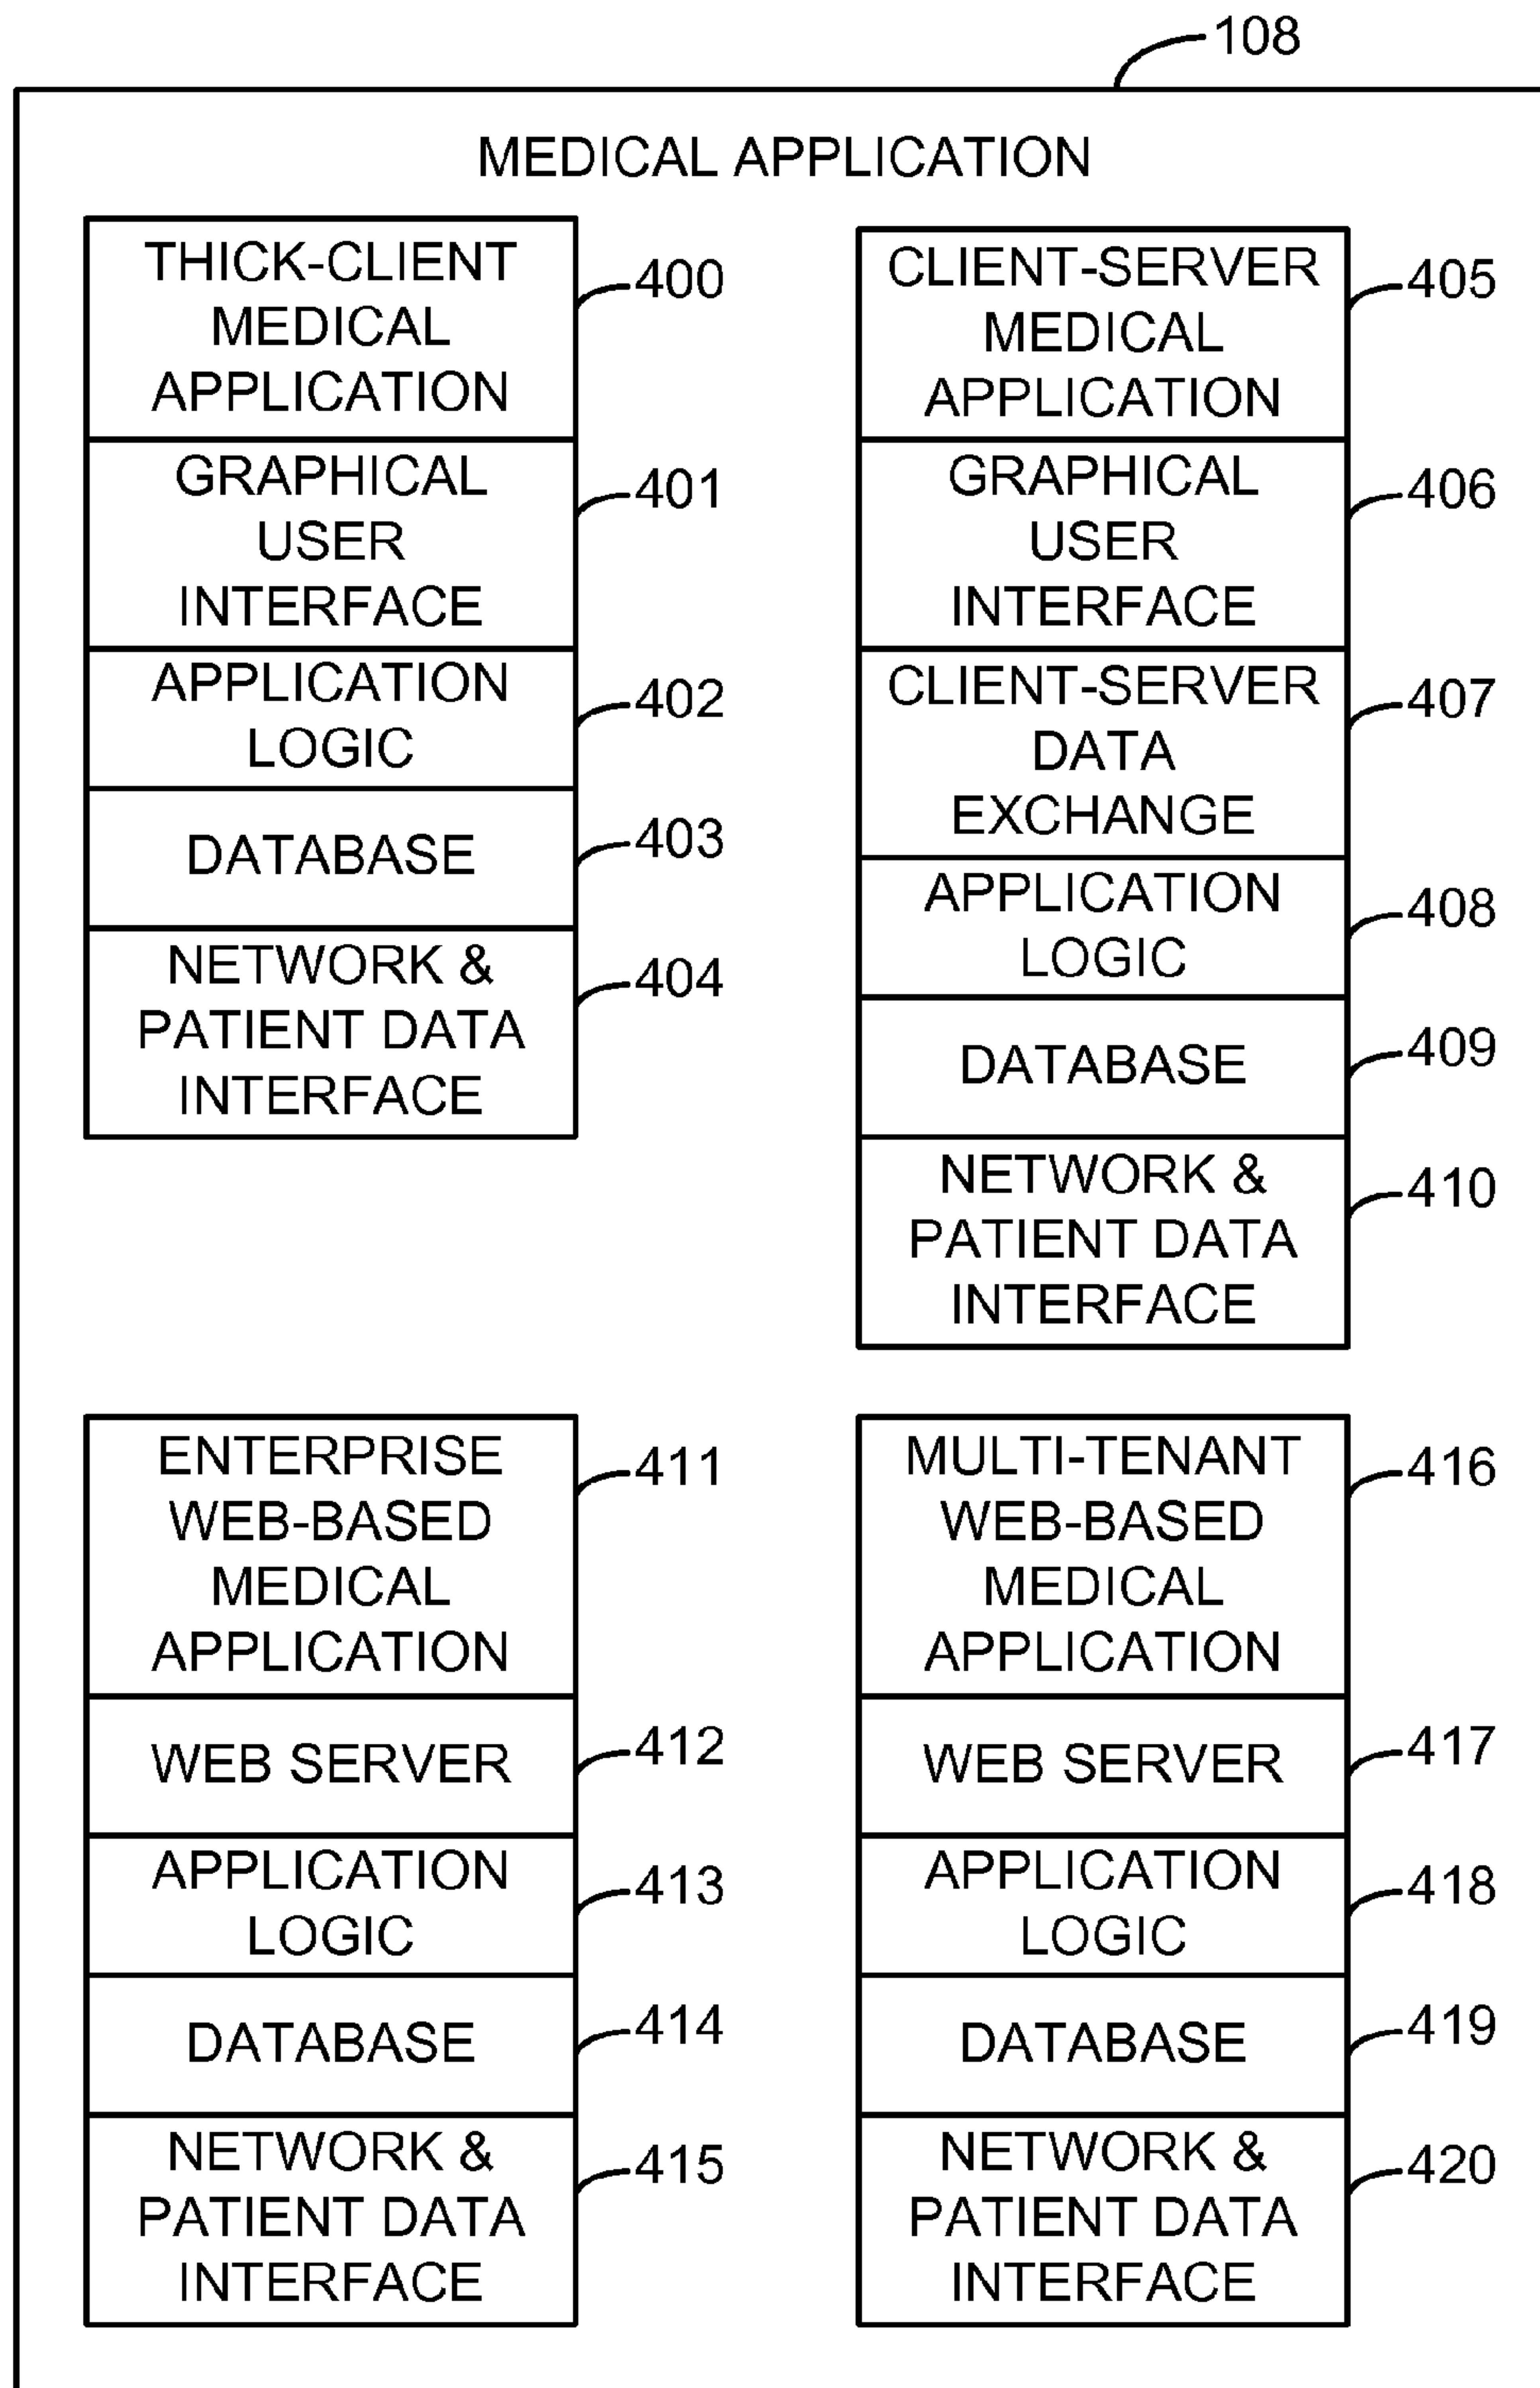 108
MEDICAL APPLICATION
THICK-CLIENT
MEDICAL
APPLICATION
400
GRAPHICAL
USER
INTERFACE
401
APPLICATION
LOGIC
402
DATABASE
403
NETWORK &
PATIENT DATA
INTERFACE
404
CLIENT-SERVER
MEDICAL
APPLICATION
405
GRAPHICAL
USER
INTERFACE
406
CLIENT-SERVER
DATA
EXCHANGE
407
APPLICATION
LOGIC
408
DATABASE
409
NETWORK &
PATIENT DATA
INTERFACE
410
ENTERPRISE
WEB-BASED
MEDICAL
APPLICATION
411
WEB SERVER
412
APPLICATION
LOGIC
413
DATABASE
414
NETWORK &
PATIENT DATA
INTERFACE
415
MULTI-TENANT
WEB-BASED
MEDICAL
APPLICATION
416
WEB SERVER
417
APPLICATION
LOGIC
418
DATABASE
419
NETWORK &
PATIENT DATA
INTERFACE
420